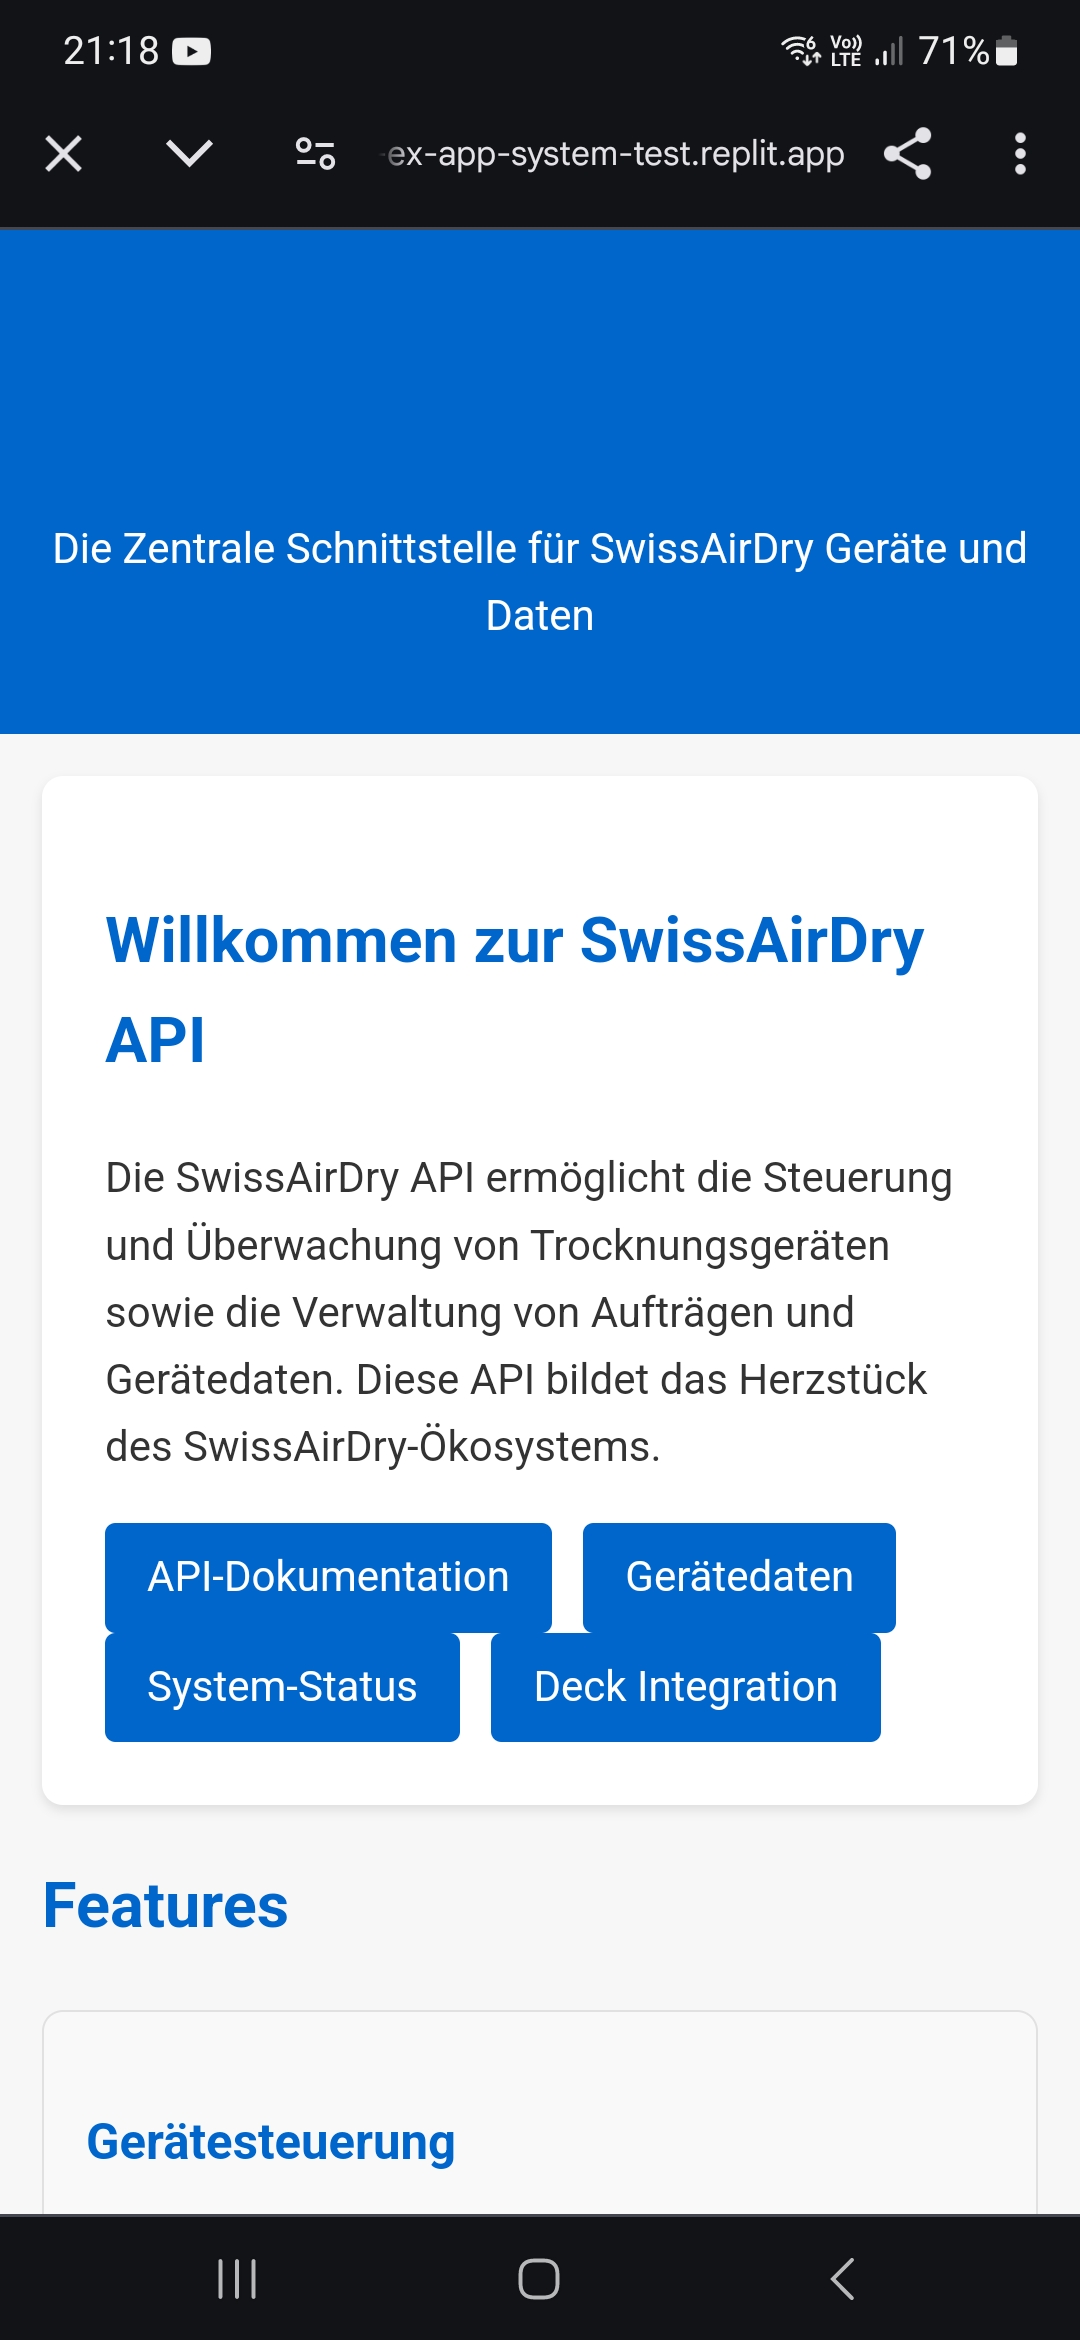 21:18
Vo))
LTE
71%
-ex-app-system-test.replit.app
Die Zentrale Schnittstelle für SwissAirDry Geräte und
Daten
Willkommen zur SwissAirDry
API
Die SwissAirDry API ermöglicht die Steuerung
und Überwachung von Trocknungsgeräten
sowie die Verwaltung von Aufträgen und
Gerätedaten. Diese API bildet das Herzstück
des SwissAirDry-Ökosystems.
API-Dokumentation Gerätedaten
System-Status Deck Integration
Features
Gerätesteuerung